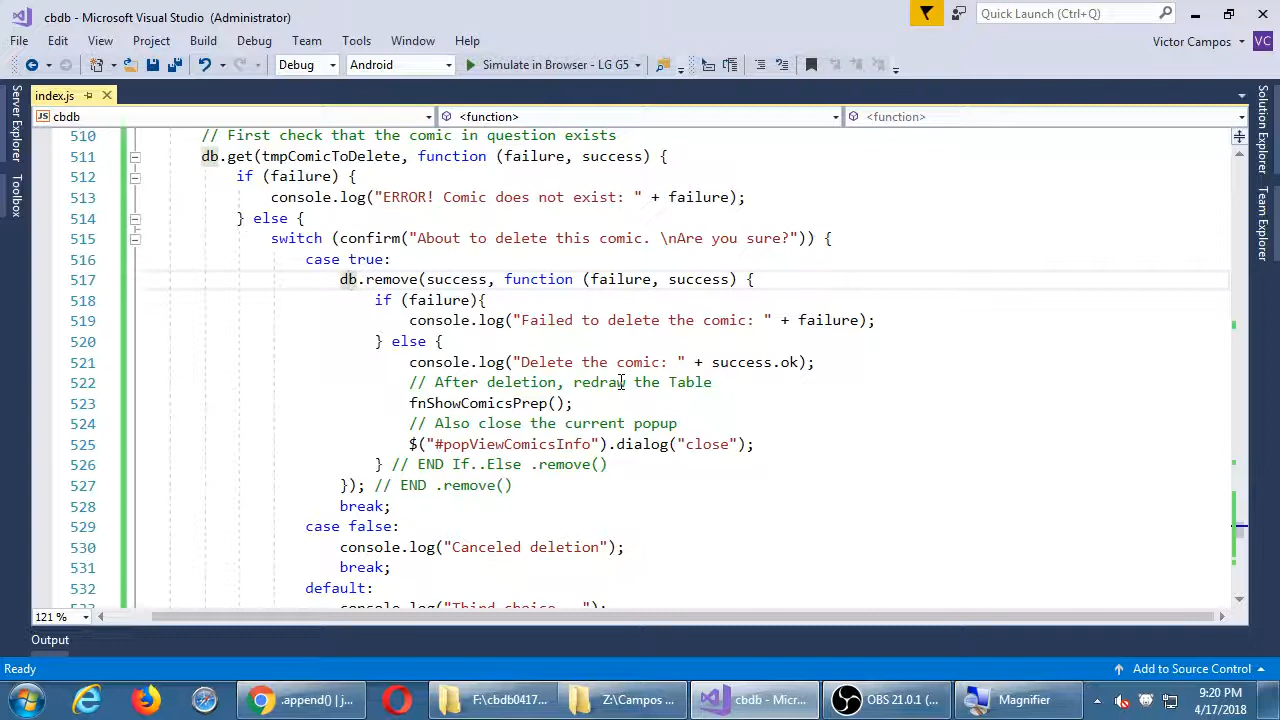 cbdb - Microsoft Visual Studio (Administrator)
Quick Launch (Ctrl+Q)
File Edit View Project Build Debug Team Tools Window Help
Victor Campos VC
Debug Android Simulate in Browser - LG G5
index.js
JS cbdb <function> <function>
Server Explorer
Toolbox
Solution Explorer
Team Explorer
510 // First check that the comic in question exists
511 db.get(tmpComicToDelete, function (failure, success) {
512 if (failure) {
513 console.log("ERROR! Comic does not exist: " + failure);
514 } else {
515 switch (confirm("About to delete this comic. \nAre you sure?")) {
516 case true:
517 db.remove(success, function (failure, success) {
518 if (failure){
519 console.log("Failed to delete the comic: " + failure);
520 } else {
521 console.log("Delete the comic: " + success.ok);
522 // After deletion, redraw the Table
523 fnShowComicsPrep();
524 // Also close the current popup
525 $("#popViewComicsInfo").dialog("close");
526 } // END If..Else .remove()
527 }); // END .remove()
528 break;
529 case false:
530 console.log("Canceled deletion");
531 break;
532 default:
533 console.log("Third choice...");
121 %
Output
Ready Add to Source Control
.append() | j... F:\cbdb0417... Z:\Campos ... cbdb - Micr... OBS 21.0.1 (... Magnifier
9:20 PM
4/17/2018